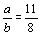 a/b = 11/8